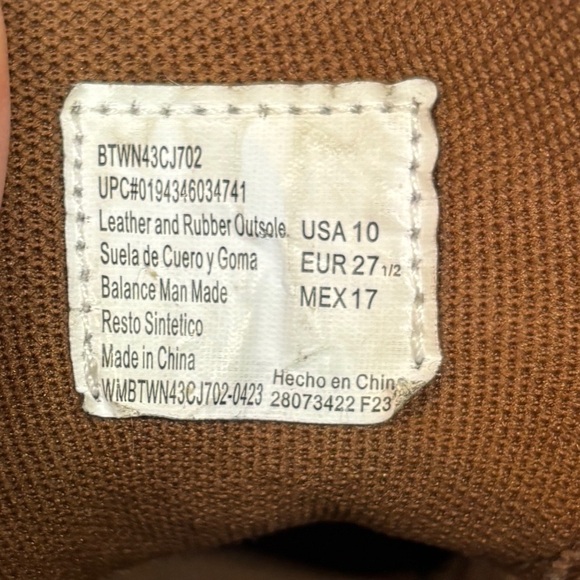 BTWN43CJ702
UPC#0194346034741
Leather and Rubber Outsole
Suela de Cuero y Goma
Balance Man Made
Resto Sintetico
Made in China
WMBTWN43CJ702-0423
USA 10
EUR 27 1/2
MEX 17
Hecho en China
28073422 F23